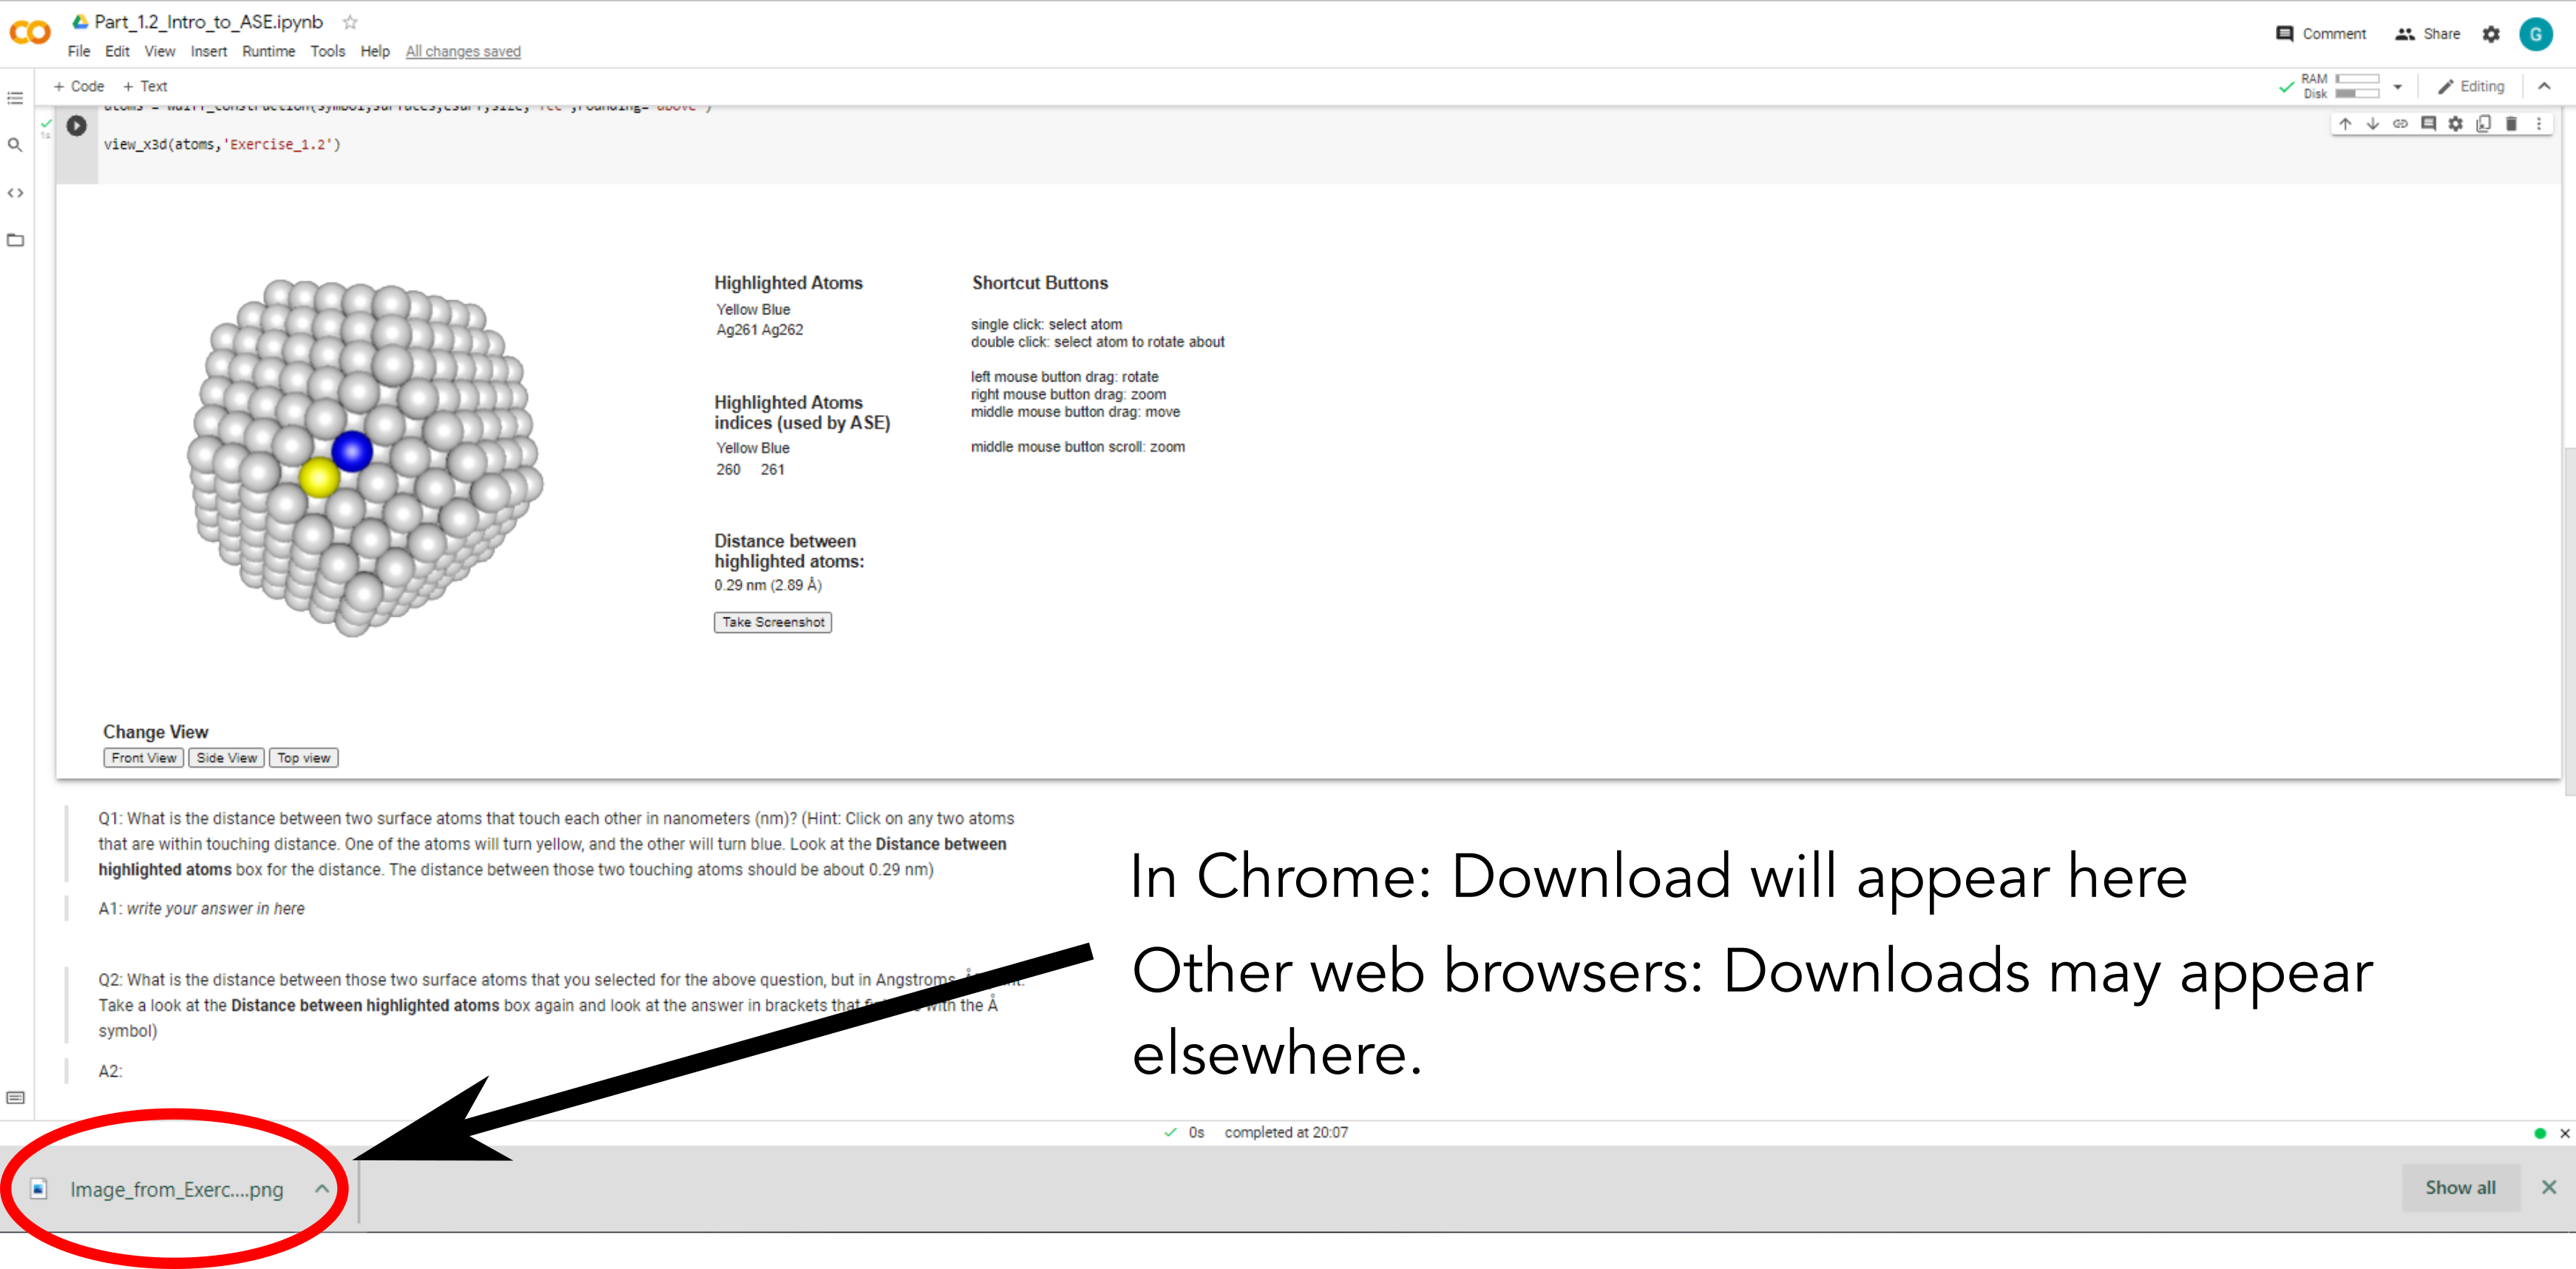 Part_1.2_Intro_to_ASE.ipynb
Comment Share G
File Edit View Insert Runtime Tools Help All changes saved
+ Code + Text
RAM
Disk
Editing
1s
view_x3d(atoms,'Exercise_1.2')
Highlighted Atoms
Yellow Blue
Ag261 Ag262
Highlighted Atoms
indices (used by ASE)
Yellow Blue
260 261
Distance between
highlighted atoms:
0.29 nm (2.89 Å)
Take Screenshot
Shortcut Buttons
single click: select atom
double click: select atom to rotate about
left mouse button drag: rotate
right mouse button drag: zoom
middle mouse button drag: move
middle mouse button scroll: zoom
Change View
Front View Side View Top view
Q1: What is the distance between two surface atoms that touch each other in nanometers (nm)? (Hint: Click on any two atoms
that are within touching distance. One of the atoms will turn yellow, and the other will turn blue. Look at the Distance between
highlighted atoms box for the distance. The distance between those two touching atoms should be about 0.29 nm)
A1: write your answer in here
Q2: What is the distance between those two surface atoms that you selected for the above question, but in Angstroms,
Take a look at the Distance between highlighted atoms box again and look at the answer in brackets that with the Å
symbol)
A2:
In Chrome: Download will appear here
Other web browsers: Downloads may appear
elsewhere.
0s completed at 20:07
Image_from_Exerc....png
Show all